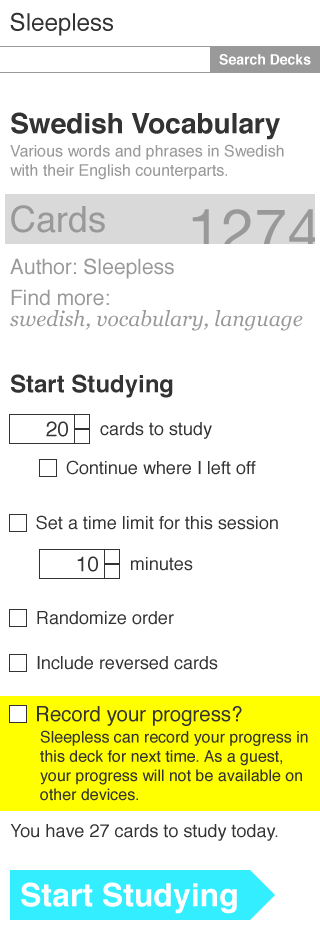 Sleepless
Search Decks
Swedish Vocabulary
Various words and phrases in Swedish
with their English counterparts.
Cards 1274
Author: Sleepless
Find more:
swedish, vocabulary, language
Start Studying
20 cards to study
Continue where I left off
Set a time limit for this session
10 minutes
Randomize order
Include reversed cards
Record your progress?
Sleepless can record your progress in
this deck for next time. As a guest,
your progress will not be available on
other devices.
You have 27 cards to study today.
Start Studying